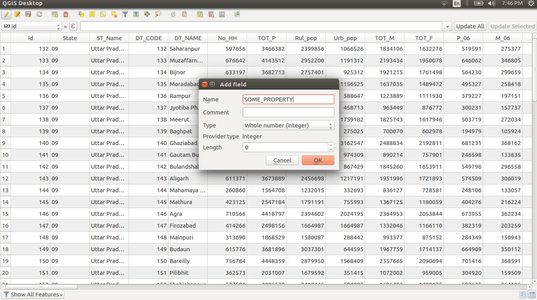 QGIS Desktop
7:46 PM
Id = ε Update All Update Selected
Id State ST_Name DT_CODE DT_NAME No_HH TOT_P Rul_pop Urb_pop TOT_M TOT_F P_06 M_06
1 132 09 Uttar Prad... 132 Saharanpur 597656 3466382 2399856 1066526 1834106 1632276 519291 275377
2 133 09 Uttar Prad... 133 Muzaffarn... 676642 4143512 2952200 1191312 2193434 1950078 646062 346805
3 134 09 Uttar Prad... 134 Bijnor 633197 3682713 2757401 925312 1921215 1761498 564230 299659
4 135 09 Uttar Prad... 135 Moradabad 1637035 1489472 495327 258418
5 136 09 Uttar Prad... 136 Rampur 588647 1223889 1111930 379227 197151
6 137 09 Uttar Prad... 137 Jyotiba Ph 458713 963449 876772 300231 157737
7 138 09 Uttar Prad... 138 Meerut 1759182 1825743 1617946 503719 272034
8 139 09 Uttar Prad... 139 Baghpat 275025 700070 602978 194979 105924
9 140 09 Uttar Prad... 140 Ghaziabad 3162547 2488834 2192811 681231 368162
10 141 09 Uttar Prad... 141 Gautam Bu 974309 890214 757901 246598 133835
11 142 09 Uttar Prad... 142 Bulandshah 867791 1845260 1653911 549796 296558
12 143 09 Uttar Prad... 143 Aligarh 611371 3673889 2456698 1217191 1951996 1721893 574509 306019
13 144 09 Uttar Prad... 144 Mahamaya ... 260860 1564708 1232015 332693 836127 728581 248106 133057
14 145 09 Uttar Prad... 145 Mathura 423125 2547184 1791191 755993 1367125 1180059 404276 216224
15 146 09 Uttar Prad... 146 Agra 710566 4418797 2394602 2024195 2364953 2053844 673955 362234
16 147 09 Uttar Prad... 147 Firozabad 414266 2498156 1664987 1332046 1166110 382319 203259
17 148 09 Uttar Prad... 148 Mainpuri 313690 1868529 1580087 288442 993377 875152 284349 150943
18 149 09 Uttar Prad... 149 Budaun 615776 3681896 3037301 644595 1967759 1714137 664909 350112
19 150 09 Uttar Prad... 150 Bareilly 756784 4448359 2879950 1568409 2357665 2090694 701416 368591
20 151 09 Uttar Prad... 151 Pilibhit 362573 2031007 1679592 351415 1072002 959005 304920 159509
Add field
Name SOME_PROPERTY
Comment
Type Whole number (integer)
Provider type integer
Length 0
Cancel OK
Show All Features